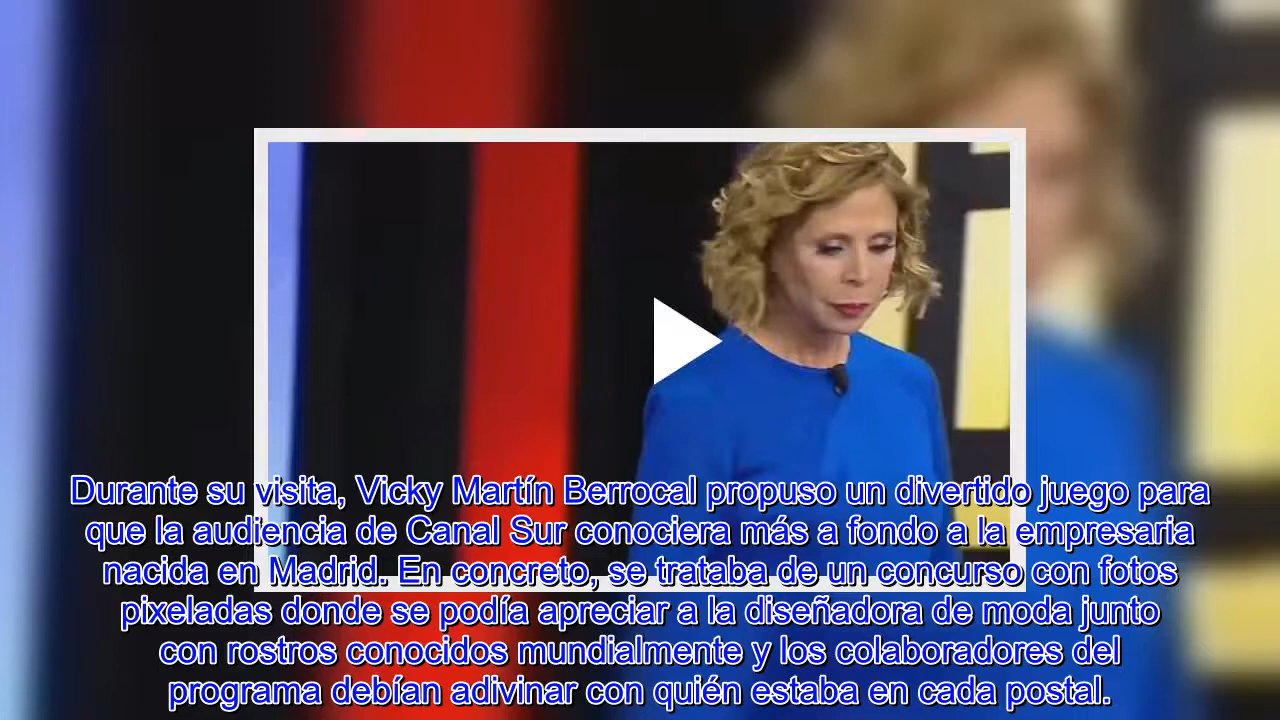 Durante su visita, Vicky Martín Berrocal propuso un divertido juego para
que la audiencia de Canal Sur conociera más a fondo a la empresaria
nacida en Madrid. En concreto, se trataba de un concurso con fotos
pixeladas donde se podía apreciar a la diseñadora de moda junto
con rostros conocidos mundialmente y los colaboradores del
programa debían adivinar con quién estaba en cada postal.